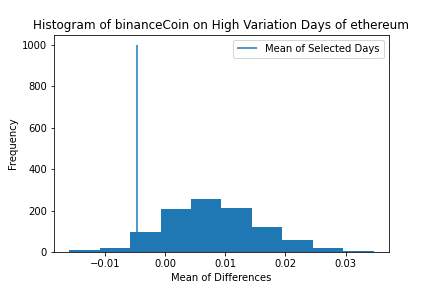 Histogram of binanceCoin on High Variation Days of ethereum
Mean of Selected Days
Frequency
1000
800
600
400
200
0
−0.01
0.00
0.01
0.02
0.03
Mean of Differences